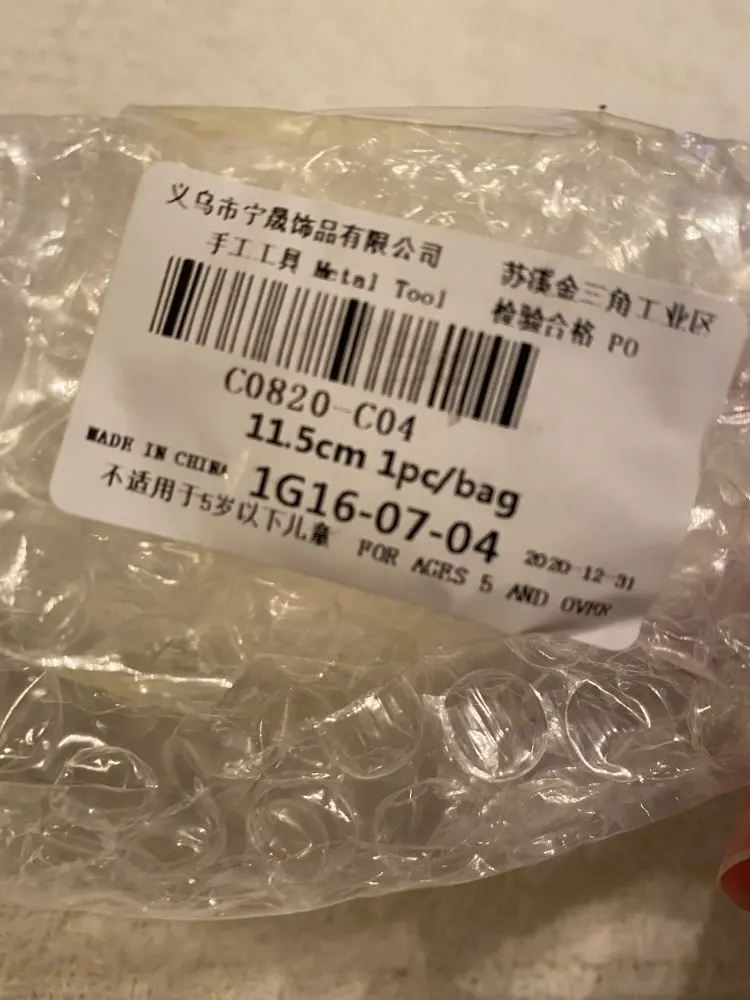 义乌市宁晟饰品有限公司
苏溪金三角工业区
手工工具 Metal Tool
检验合格 PO
C0820-C04
11.5cm 1pc/bag
MADE IN CHINA
1G16-07-04
2020-12-31
不适用于5岁以下儿童 FOR AGES 5 AND OVER